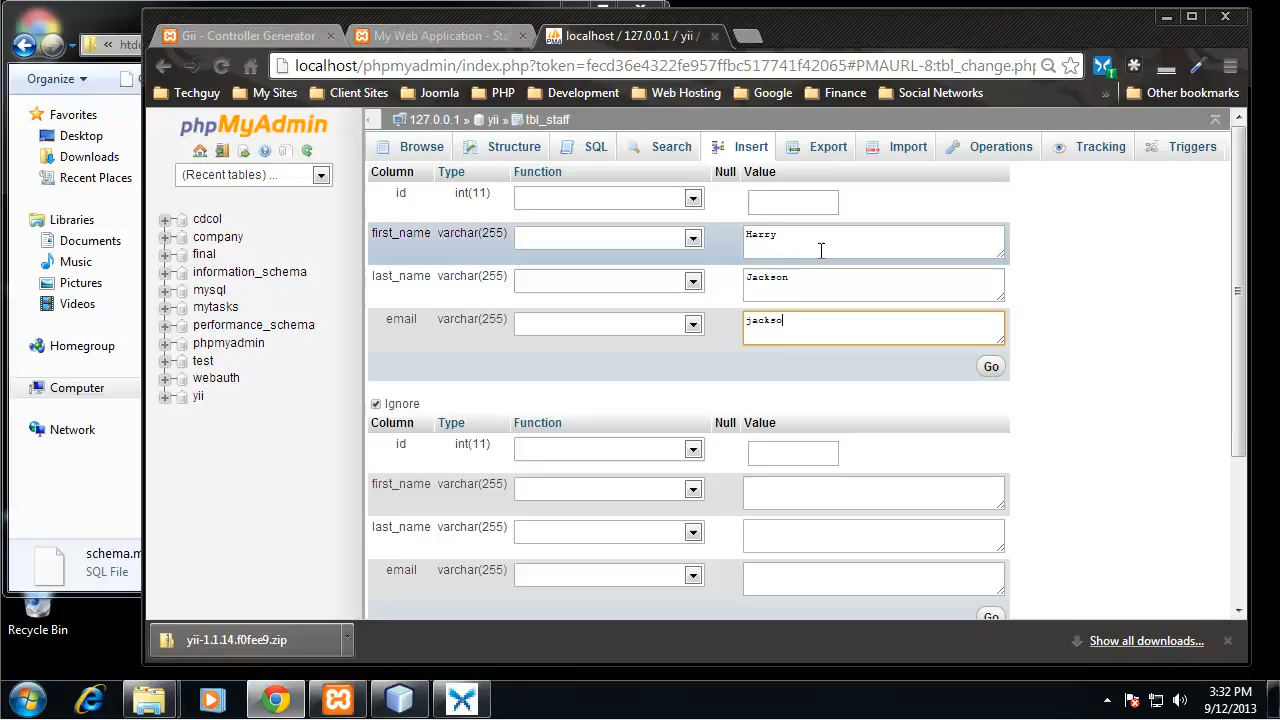 Gii - Controller Generator
My Web Application - Sta
localhost / 127.0.0.1 / yii /
htdo
localhost/phpmyadmin/index.php?token=fecd36e4322fe957ffbc517741f42065#PMAURL-8:tbl_change.php
Techguy My Sites Client Sites Joomla PHP Development Web Hosting Google Finance Social Networks » Other bookmarks
Organize
Favorites
Desktop
Downloads
Recent Places
Libraries
Documents
Music
Pictures
Videos
Homegroup
Computer
Network
schema.m
SQL File
Recycle Bin
phpMyAdmin
(Recent tables) ...
cdcol
company
final
information_schema
mysql
mytasks
performance_schema
phpmyadmin
test
webauth
yii
127.0.0.1 » yii » tbl_staff
Browse Structure SQL Search Insert Export Import Operations Tracking Triggers
Column Type Function Null Value
id int(11)
first_name varchar(255) Harry
last_name varchar(255) Jackson
email varchar(255) jackso
Go
Ignore
Column Type Function Null Value
id int(11)
first_name varchar(255)
last_name varchar(255)
email varchar(255)
Go
yii-1.1.14.f0fee9.zip
Show all downloads...
3:32 PM
9/12/2013